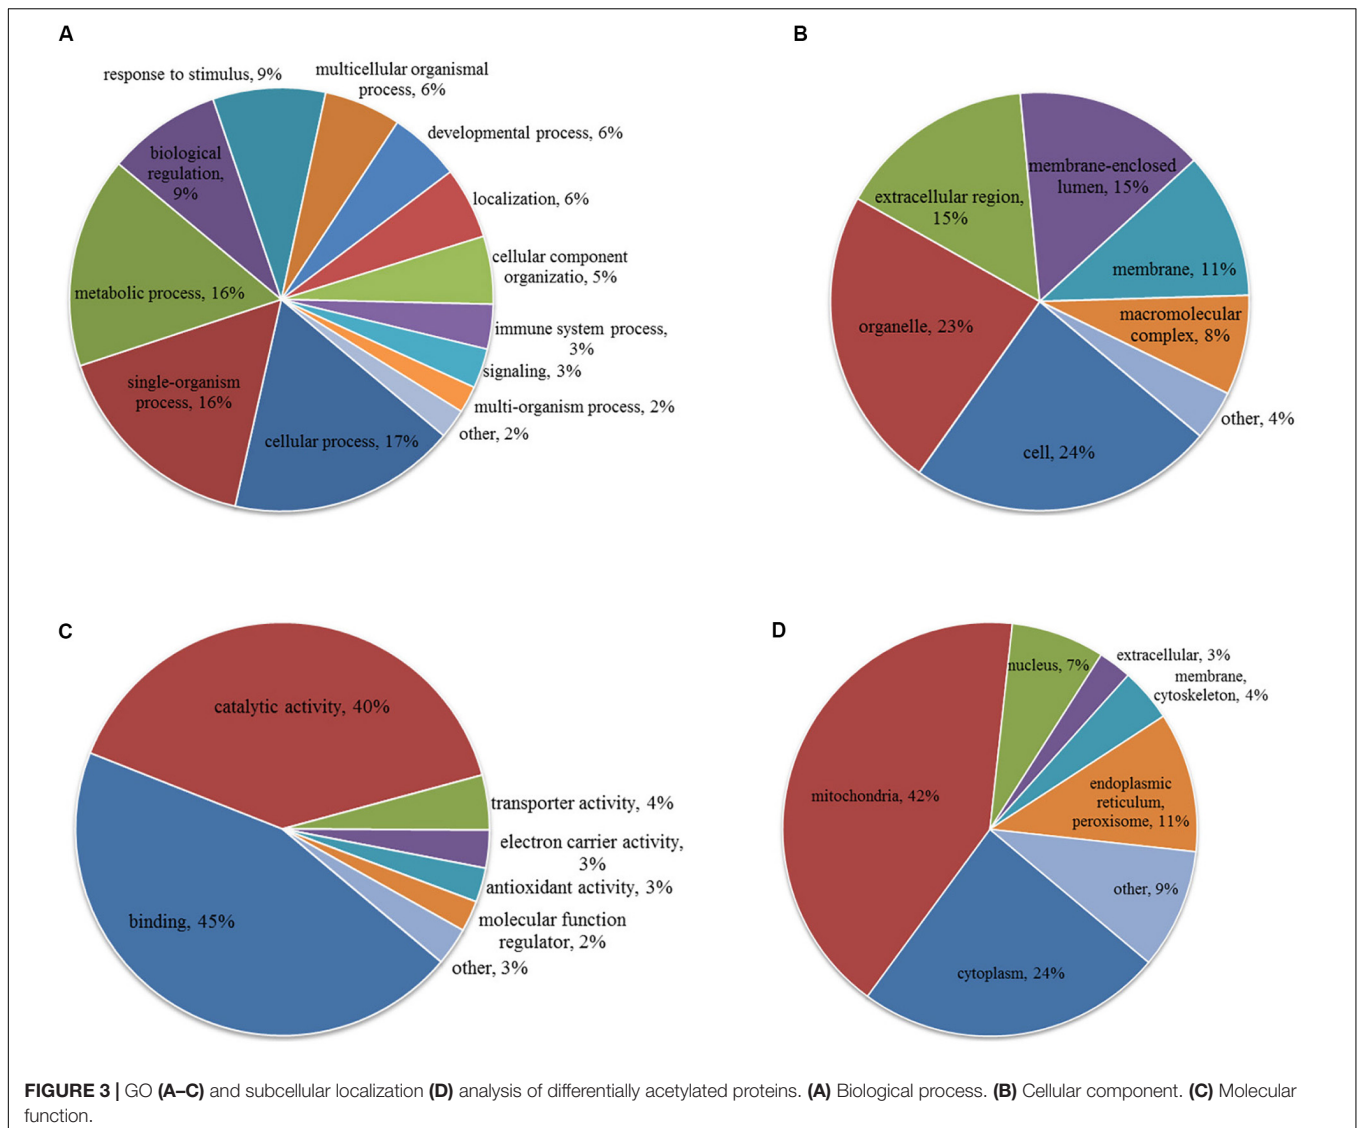 A
response to stimulus, 9%
multicellular organismal
process, 6%
developmental process, 6%
biological
regulation,
9%
localization, 6%
cellular component
organizatio, 5%
metabolic process, 16%
immune system process,
3%
signaling, 3%
single-organism
process, 16%
multi-organism process, 2%
other, 2%
cellular process, 17%
B
membrane-enclosed
lumen, 15%
extracellular region,
15%
membrane, 11%
macromolecular
complex, 8%
organelle, 23%
other, 4%
cell, 24%
C
catalytic activity, 40%
transporter activity, 4%
electron carrier activity,
3%
antioxidant activity, 3%
molecular function
regulator, 2%
other, 3%
binding, 45%
D
nucleus, 7%
extracellular, 3%
membrane,
cytoskeleton, 4%
endoplasmic
reticulum,
peroxisome, 11%
mitochondria, 42%
other, 9%
cytoplasm, 24%
FIGURE 3 | GO (A–C) and subcellular localization (D) analysis of differentially acetylated proteins. (A) Biological process. (B) Cellular component. (C) Molecular
function.